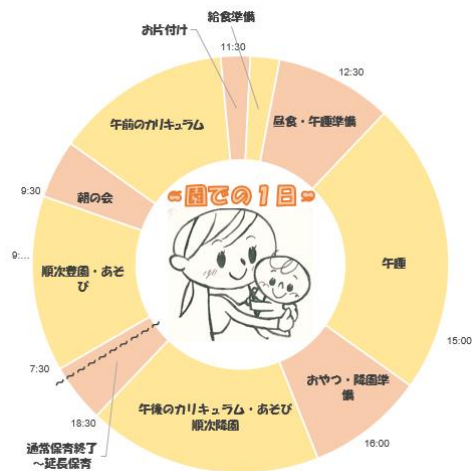 給食準備
お片付け
11:30
12:30
昼食・午睡準備
午前のカリキュラム
9:30
朝の会
~園での1日~
9:...
順次登園・あそ
び
午睡
15:00
7:30
おやつ・降園準
備
午後のカリキュラム・あそび
順次降園
18:30
16:00
通常保育終了
~延長保育